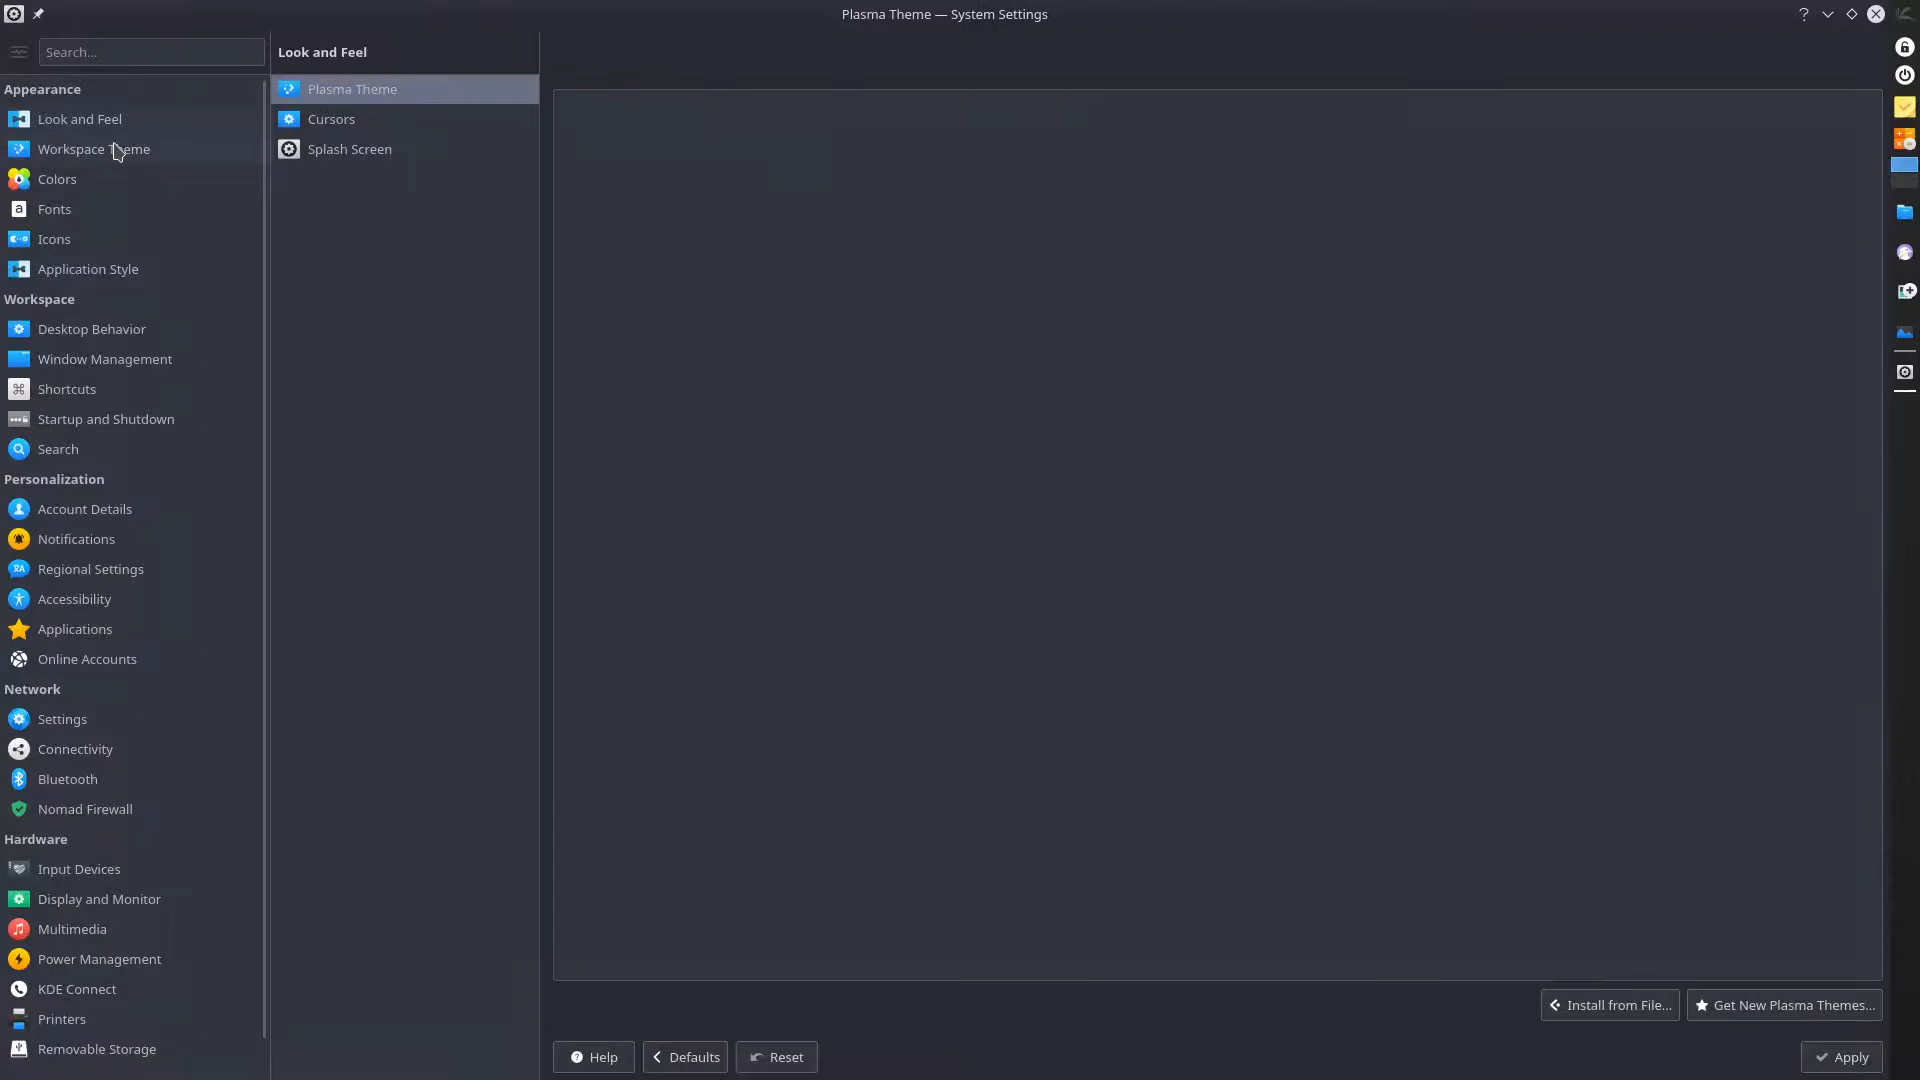 Plasma Theme — System Settings
Search...
Look and Feel
Appearance
Look and Feel
Workspace Theme
Colors
Fonts
Icons
Application Style
Workspace
Desktop Behavior
Window Management
Shortcuts
Startup and Shutdown
Search
Personalization
Account Details
Notifications
Regional Settings
Accessibility
Applications
Online Accounts
Network
Settings
Connectivity
Bluetooth
Nomad Firewall
Hardware
Input Devices
Display and Monitor
Multimedia
Power Management
KDE Connect
Printers
Removable Storage
Plasma Theme
Cursors
Splash Screen
Install from File...
Get New Plasma Themes...
Help
Defaults
Reset
Apply